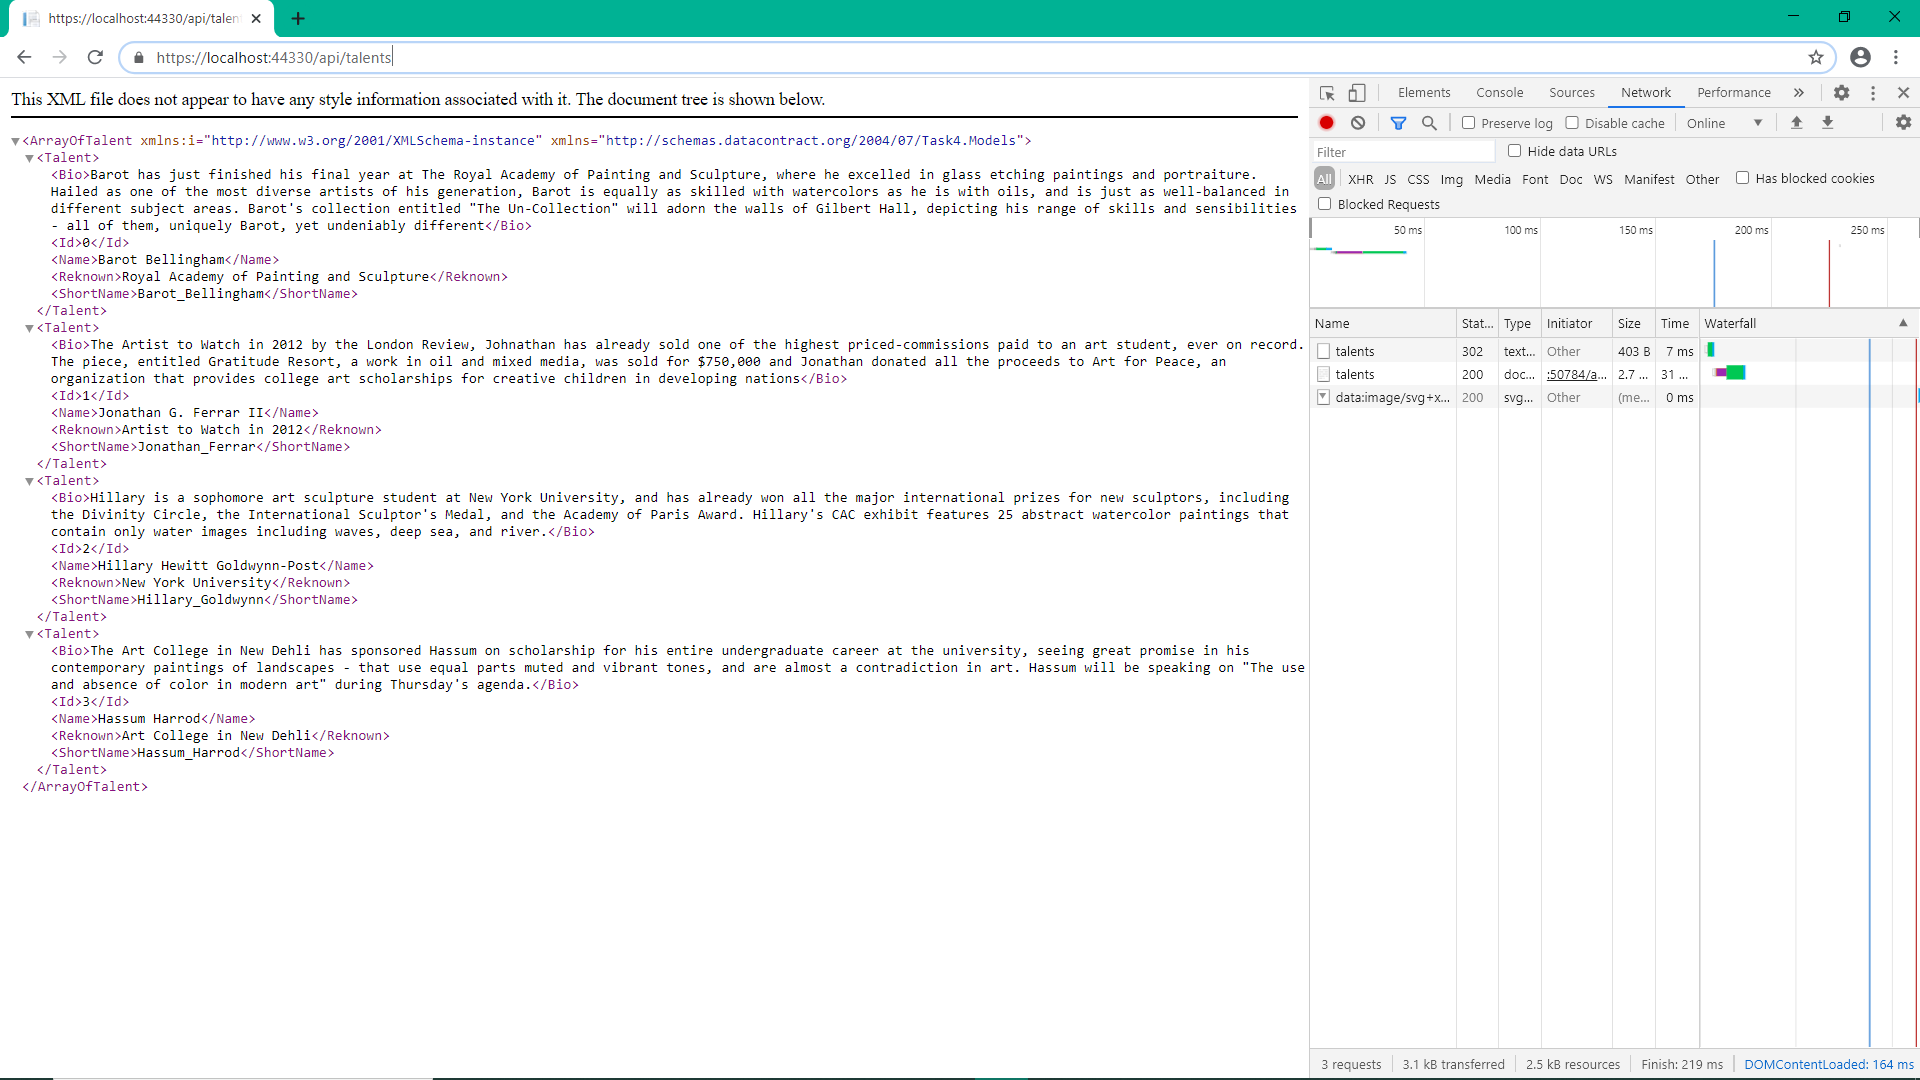 https://localhost:44330/api/talen
https://localhost:44330/api/talents
This XML file does not appear to have any style information associated with it. The document tree is shown below.
<ArrayOfTalent xmlns:i="http://www.w3.org/2001/XMLSchema-instance" xmlns="http://schemas.datacontract.org/2004/07/Task4.Models">
<Talent>
<Bio>Barot has just finished his final year at The Royal Academy of Painting and Sculpture, where he excelled in glass etching paintings and portraiture.
Hailed as one of the most diverse artists of his generation, Barot is equally as skilled with watercolors as he is with oils, and is just as well-balanced in
different subject areas. Barot's collection entitled "The Un-Collection" will adorn the walls of Gilbert Hall, depicting his range of skills and sensibilities
- all of them, uniquely Barot, yet undeniably different</Bio>
<Id>0</Id>
<Name>Barot Bellingham</Name>
<Reknown>Royal Academy of Painting and Sculpture</Reknown>
<ShortName>Barot_Bellingham</ShortName>
</Talent>
<Talent>
<Bio>The Artist to Watch in 2012 by the London Review, Johnathan has already sold one of the highest priced-commissions paid to an art student, ever on record.
The piece, entitled Gratitude Resort, a work in oil and mixed media, was sold for $750,000 and Jonathan donated all the proceeds to Art for Peace, an
organization that provides college art scholarships for creative children in developing nations</Bio>
<Id>1</Id>
<Name>Jonathan G. Ferrar II</Name>
<Reknown>Artist to Watch in 2012</Reknown>
<ShortName>Jonathan_Ferrar</ShortName>
</Talent>
<Talent>
<Bio>Hillary is a sophomore art sculpture student at New York University, and has already won all the major international prizes for new sculptors, including
the Divinity Circle, the International Sculptor's Medal, and the Academy of Paris Award. Hillary's CAC exhibit features 25 abstract watercolor paintings that
contain only water images including waves, deep sea, and river.</Bio>
<Id>2</Id>
<Name>Hillary Hewitt Goldwynn-Post</Name>
<Reknown>New York University</Reknown>
<ShortName>Hillary_Goldwynn</ShortName>
</Talent>
<Talent>
<Bio>The Art College in New Dehli has sponsored Hassum on scholarship for his entire undergraduate career at the university, seeing great promise in his
contemporary paintings of landscapes - that use equal parts muted and vibrant tones, and are almost a contradiction in art. Hassum will be speaking on "The use
and absence of color in modern art" during Thursday's agenda.</Bio>
<Id>3</Id>
<Name>Hassum Harrod</Name>
<Reknown>Art College in New Dehli</Reknown>
<ShortName>Hassum_Harrod</ShortName>
</Talent>
</ArrayOfTalent>
Elements Console Sources Network Performance »
Preserve log Disable cache Online
Filter Hide data URLs
All XHR JS CSS Img Media Font Doc WS Manifest Other Has blocked cookies
Blocked Requests
50 ms 100 ms 150 ms 200 ms 250 ms
Name Stat... Type Initiator Size Time Waterfall
talents 302 text... Other 403 B 7 ms
talents 200 doc... :50784/a... 2.7 ... 31 ...
data:image/svg+x... 200 svg... Other (me... 0 ms
3 requests 3.1 kB transferred 2.5 kB resources Finish: 219 ms DOMContentLoaded: 164 ms